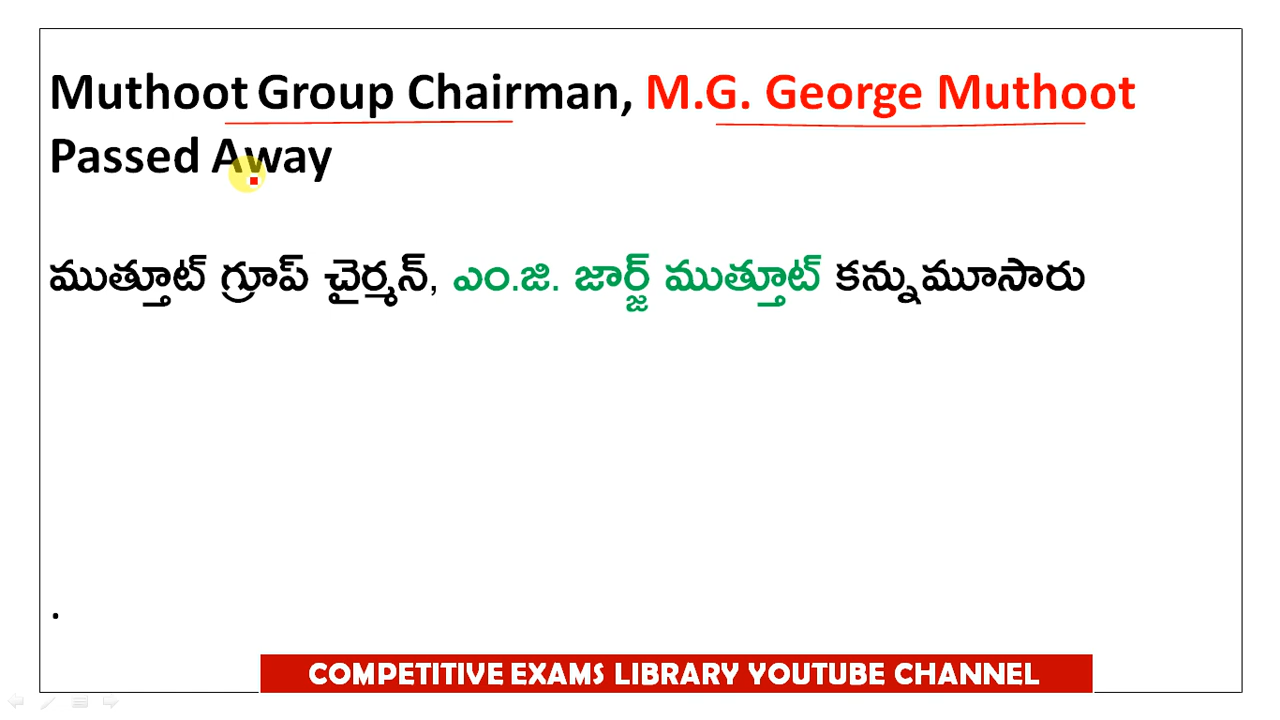 Muthoot Group Chairman, M.G. George Muthoot
Passed Away
ముత్తూట్ గ్రూప్ చైర్మన్, ఎం.జి. జార్జ్ ముత్తూట్ కన్నుమూసారు
.
COMPETITIVE EXAMS LIBRARY YOUTUBE CHANNEL